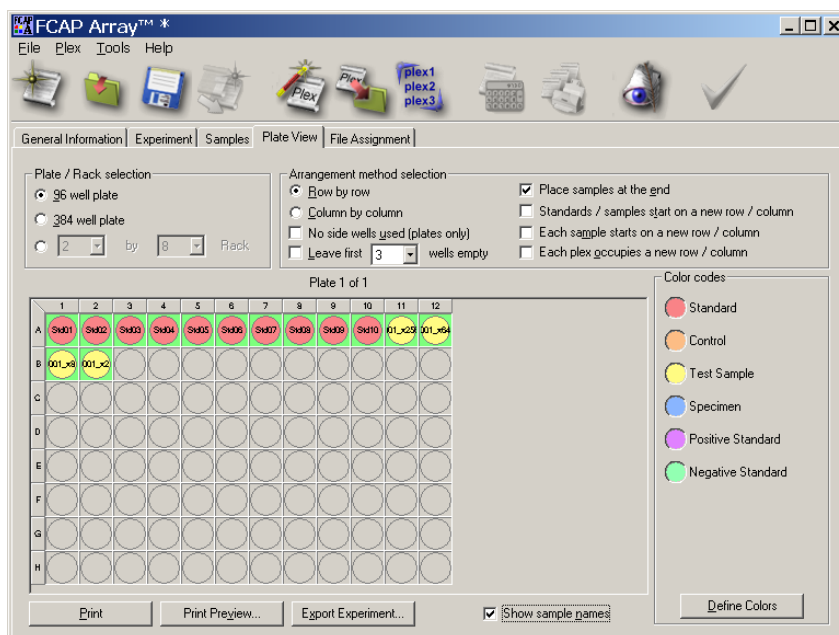 FCAP Array™ *
File Plex Tools Help
Plex
Plex
plex1
plex2
plex3
General Information Experiment Samples Plate View File Assignment
Plate / Rack selection
96 well plate
384 well plate
2 by 8 Rack
Arrangement method selection
Row by row
Column by column
No side wells used (plates only)
Leave first 3 wells empty
Place samples at the end
Standards / samples start on a new row / column
Each sample starts on a new row / column
Each plex occupies a new row / column
Plate 1 of 1
1 2 3 4 5 6 7 8 9 10 11 12
A Std01 Std02 Std03 Std04 Std05 Std06 Std07 Std08 Std09 Std10 01_x25 001_x64
B 001_x8 001_x2
C
D
E
F
G
H
Color codes
Standard
Control
Test Sample
Specimen
Positive Standard
Negative Standard
Define Colors
Print Print Preview... Export Experiment... Show sample names